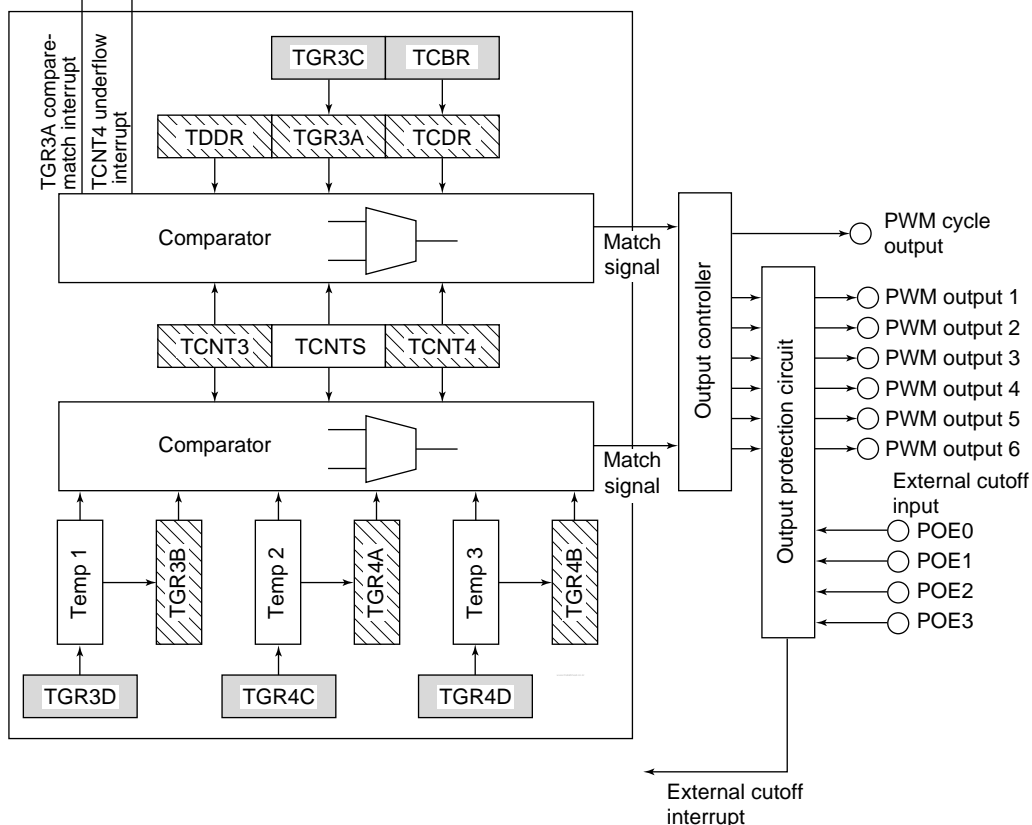 TGR3A compare-
match interrupt
TCNT4 underflow
interrupt
TGR3C
TCBR
TDDR
TGR3A
TCDR
Comparator
Match
signal
TCNT3
TCNTS
TCNT4
Comparator
Match
signal
Temp 1
TGR3B
Temp 2
TGR4A
Temp 3
TGR4B
TGR3D
TGR4C
TGR4D
Output controller
Output protection circuit
PWM cycle
output
PWM output 1
PWM output 2
PWM output 3
PWM output 4
PWM output 5
PWM output 6
External cutoff
input
POE0
POE1
POE2
POE3
External cutoff
interrupt